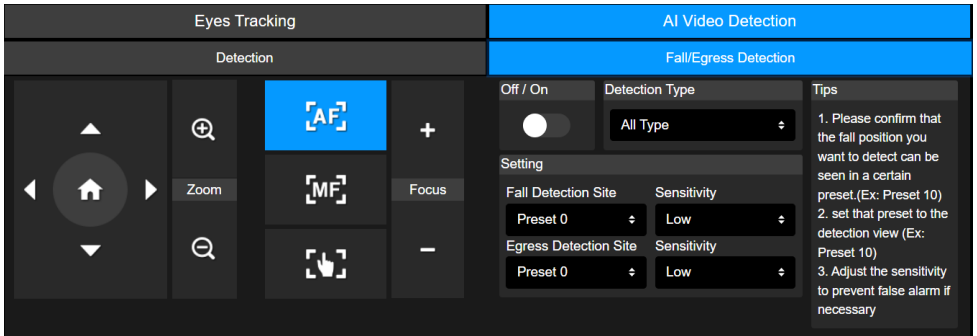 Eyes Tracking
AI Video Detection
Detection
Fall/Egress Detection
Zoom
AF
MF
Focus
Off / On
Detection Type
All Type
Setting
Fall Detection Site
Sensitivity
Preset 0
Low
Egress Detection Site
Sensitivity
Preset 0
Low
Tips
1. Please confirm that
the fall position you
want to detect can be
seen in a certain
preset.(Ex: Preset 10)
2. set that preset to the
detection view (Ex:
Preset 10)
3. Adjust the sensitivity
to prevent false alarm if
necessary